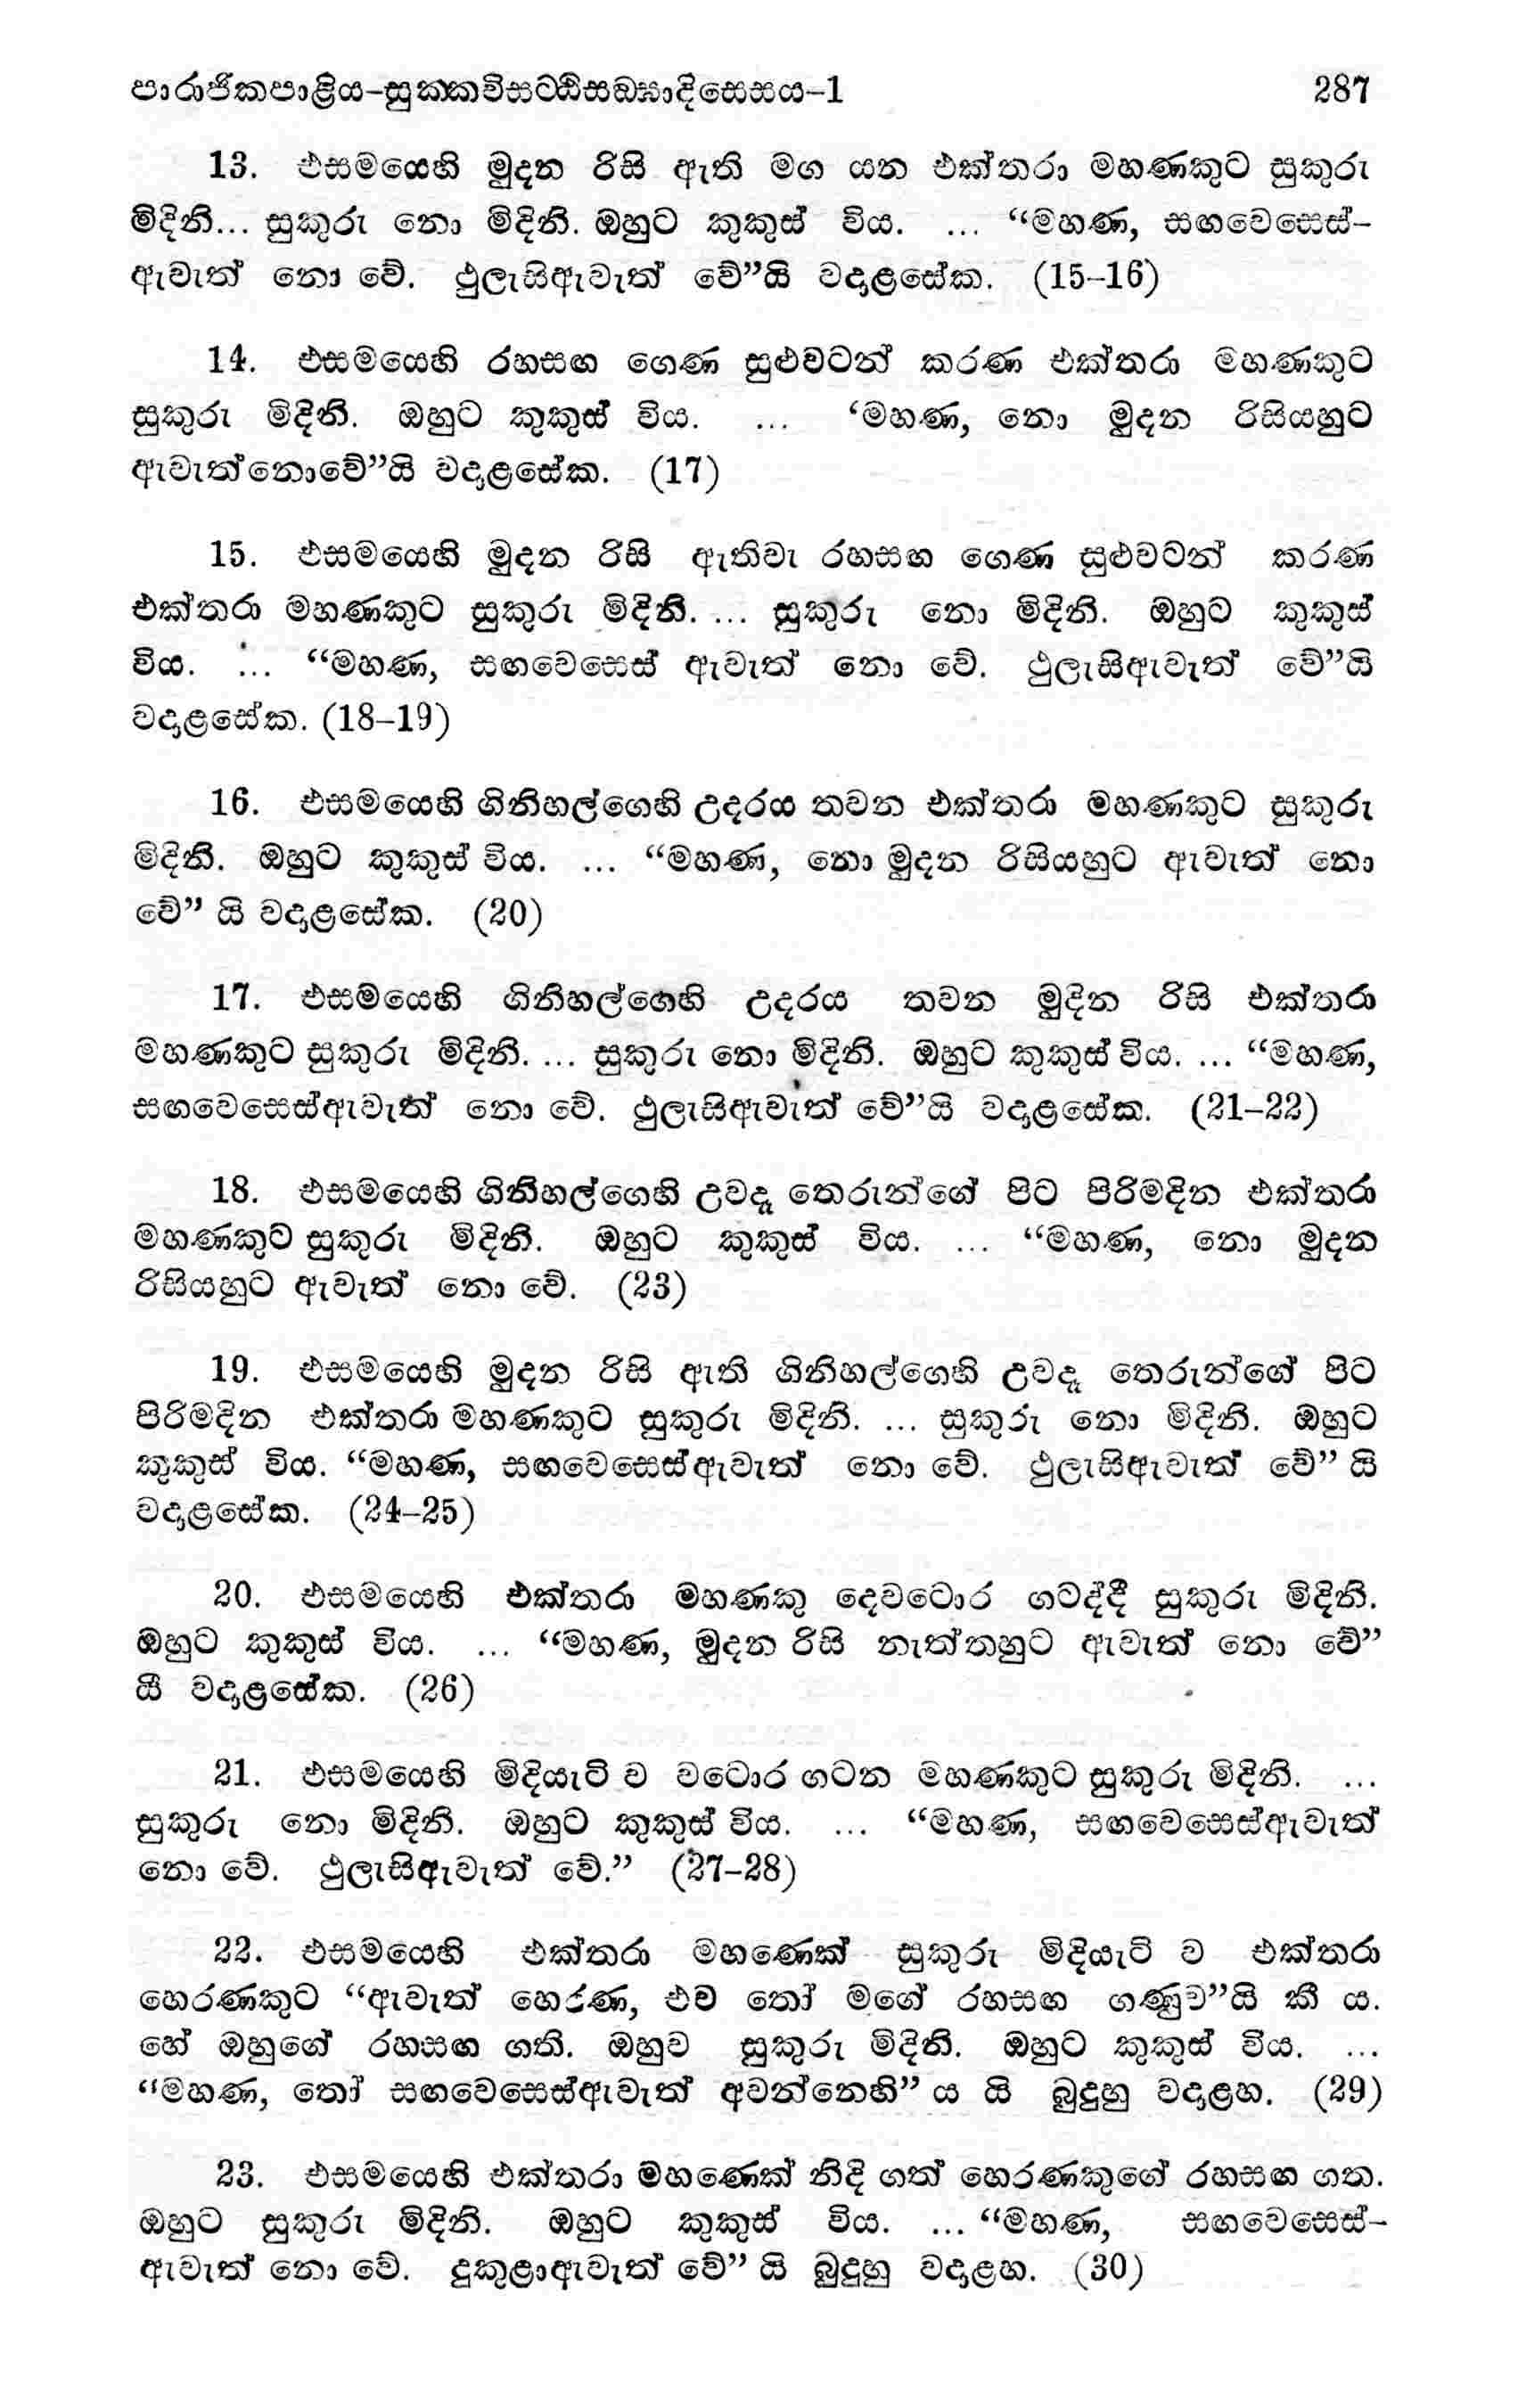 පාරාජිකපාළිය-සුක්කවිසට්ඨිසඞ්ඝාදිසෙසය-1 287
13. එසමයෙහි මුදන රිසි ඇති මග යන එක්තරා මහණකුට සුකුරු
මිදිනි... සුකුරු නො මිදිනි. ඔහුට කුකුස් විය. ... “මහණ, සඟවෙසෙස්-
ඇවැත් නො වේ. ථුලැසිඇවැත් වේ”යි වදාළසේක. (15-16)
14. එසමයෙහි රහසඟ ගෙණ සුළුවටන් කරණ එක්තරා මහණකුට
සුකුරු මිදිනි. ඔහුට කුකුස් විය. ... ‘මහණ, නො මුදන රිසියහුට
ඇවැත්නොවේ”යි වදාළසේක. (17)
15. එසමයෙහි මුදන රිසි ඇතිවැ රහසඟ ගෙණ සුළුවටන් කරණ
එක්තරා මහණකුට සුකුරු මිදිනි. ... සුකුරු නො මිදිනි. ඔහුට කුකුස්
විය. ... “මහණ, සඟවෙසෙස් ඇවැත් නො වේ. ථුලැසිඇවැත් වේ”යි
වදාළසේක. (18-19)
16. එසමයෙහි ගිනිහල්ගෙහි උදරය තවන එක්තරා මහණකුට සුකුරු
මිදිනි. ඔහුට කුකුස් විය. ... “මහණ, නො මුදන රිසියහුට ඇවැත් නො
වේ” යි වදාළසේක. (20)
17. එසමයෙහි ගිනිහල්ගෙහි උදරය තවන මුදින රිසි එක්තරා
මහණකුට සුකුරු මිදිනි. ... සුකුරු නො මිදිනි. ඔහුට කුකුස් විය. ... “මහණ,
සඟවෙසෙස්ඇවැත් නො වේ. ථුලැසිඇවැත් වේ”යි වදාළසේක. (21-22)
18. එසමයෙහි ගිනිහල්ගෙහි උවදෑ තෙරුන්ගේ පිට පිරිමදින එක්තරා
මහණකුට සුකුරු මිදිනි. ඔහුට කුකුස් විය. ... “මහණ, නො මුදන
රිසියහුට ඇවැත් නො වේ. (23)
19. එසමයෙහි මුදන රිසි ඇති ගිනිහල්ගෙහි උවදෑ තෙරුන්ගේ පිට
පිරිමදින එක්තරා මහණකුට සුකුරු මිදිනි. ... සුකුරු නො මිදිනි. ඔහුට
කුකුස් විය. “මහණ, සඟවෙසෙස්ඇවැත් නො වේ. ථුලැසිඇවැත් වේ” යි
වදාළසේක. (24-25)
20. එසමයෙහි එක්තරා මහණකු දෙවටොර ගටද්දී සුකුරු මිදිනි.
ඔහුට කුකුස් විය. ... “මහණ, මුදන රිසි නැත්තහුට ඇවැත් නො වේ”
යී වදාළසේක. (26)
21. එසමයෙහි මිදියැටි ව වටොර ගටන මහණකුට සුකුරු මිදිනි. ...
සුකුරු නො මිදිනි. ඔහුට කුකුස් විය. ... “මහණ, සඟවෙසෙස්ඇවැත්
නො වේ. ථුලැසිඇවැත් වේ.” (27-28)
22. එසමයෙහි එක්තරා මහණෙක් සුකුරු මිදියැටි ව එක්තරා
හෙරණකුට “ඇවැත් හෙරණ, එව තෝ මගේ රහසඟ ගණුව”යි කී ය.
හේ ඔහුගේ රහසඟ ගති. ඔහුව සුකුරු මිදිනි. ඔහුට කුකුස් විය. ...
“මහණ, තෝ සඟවෙසෙස්ඇවැත් අවන්නෙහි” ය යි බුදුහු වදාළහ. (29)
23. එසමයෙහි එක්තරා මහණෙක් නිදි ගත් හෙරණකුගේ රහසඟ ගත.
ඔහුට සුකුරු මිදිනි. ඔහුට කුකුස් විය. ... “මහණ, සඟවෙසෙස්-
ඇවැත් නො වේ. දුකුළාඇවැත් වේ” යි බුදුහු වදාළහ. (30)